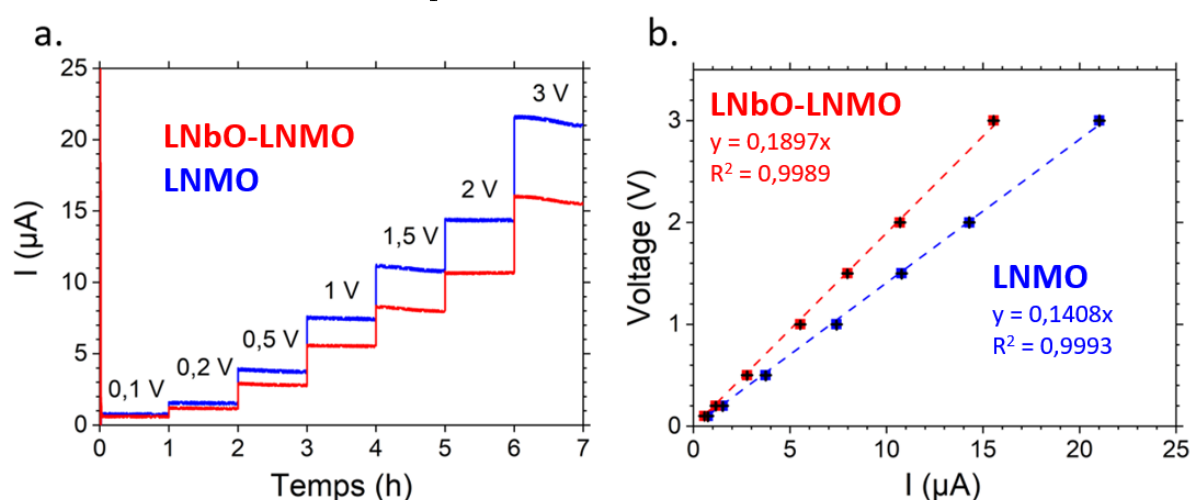 a.
25
20
15
10
5
0
I (µA)
LNbO-LNMO
LNMO
0,1 V
0,2 V
0,5 V
1 V
1,5 V
2 V
3 V
0 1 2 3 4 5 6 7
Temps (h)
b.
3
2
1
0
Voltage (V)
LNbO-LNMO
y = 0,1897x
R² = 0,9989
LNMO
y = 0,1408x
R² = 0,9993
0 5 10 15 20 25
I (µA)